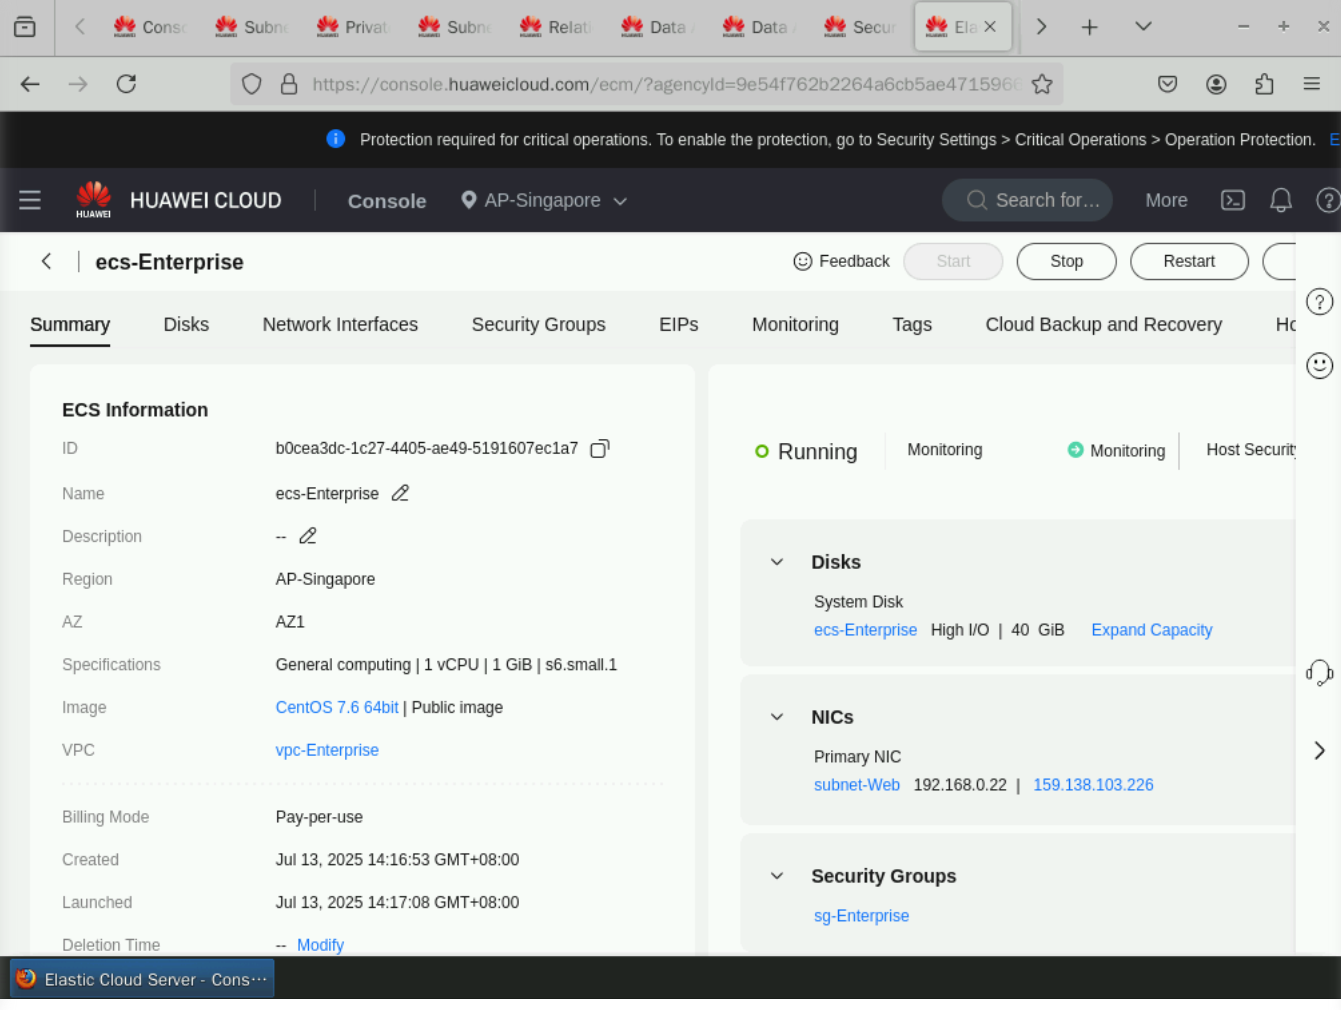 Conso
Subne
Privat
Subne
Relati
Data
Data
Secur
Ela
https://console.huaweicloud.com/ecm/?agencyId=9e54f762b2264a6cb5ae4715966
Protection required for critical operations. To enable the protection, go to Security Settings > Critical Operations > Operation Protection. E
HUAWEI
HUAWEI CLOUD
Console
AP-Singapore
Search for…
More
ecs-Enterprise
Feedback
Start
Stop
Restart
Summary
Disks
Network Interfaces
Security Groups
EIPs
Monitoring
Tags
Cloud Backup and Recovery
Ho
ECS Information
ID b0cea3dc-1c27-4405-ae49-5191607ec1a7
Name ecs-Enterprise
Description --
Region AP-Singapore
AZ AZ1
Specifications General computing | 1 vCPU | 1 GiB | s6.small.1
Image CentOS 7.6 64bit | Public image
VPC vpc-Enterprise
Billing Mode Pay-per-use
Created Jul 13, 2025 14:16:53 GMT+08:00
Launched Jul 13, 2025 14:17:08 GMT+08:00
Deletion Time -- Modify
Running
Monitoring
Monitoring
Host Security
Disks
System Disk
ecs-Enterprise High I/O | 40 GiB Expand Capacity
NICs
Primary NIC
subnet-Web 192.168.0.22 | 159.138.103.226
Security Groups
sg-Enterprise
Elastic Cloud Server - Cons···